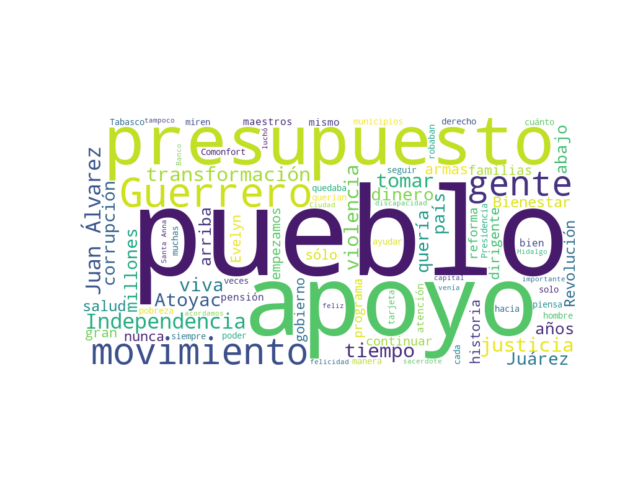 Tabasco tampoco miren maestros mismo municipios derecho cuánto
presupuesto
luchó robaban abajo
Banco Comonfort
transformación armas familias
Juan Álvarez corrupción
Guerrero quedaba querían Ciudad violencia tomar dinero discapacidad país gente
Bienestar
seguir reforma Presidencia dirigente
pueblo
Santa Anna muchas arriba Evelyn empezamos sólo ayudar quería bien Hidalgo Revolución
millones viva veces
apoyo
capital venía importante
salud Atoyac pensión gobierno feliz programa tarjeta atención hacia solo piensa
pobreza acordamos
Independencia hombre
gran nunca siempre poder continuar historia años
movimiento felicidad tiempo manera sacerdote cada justicia
Juárez